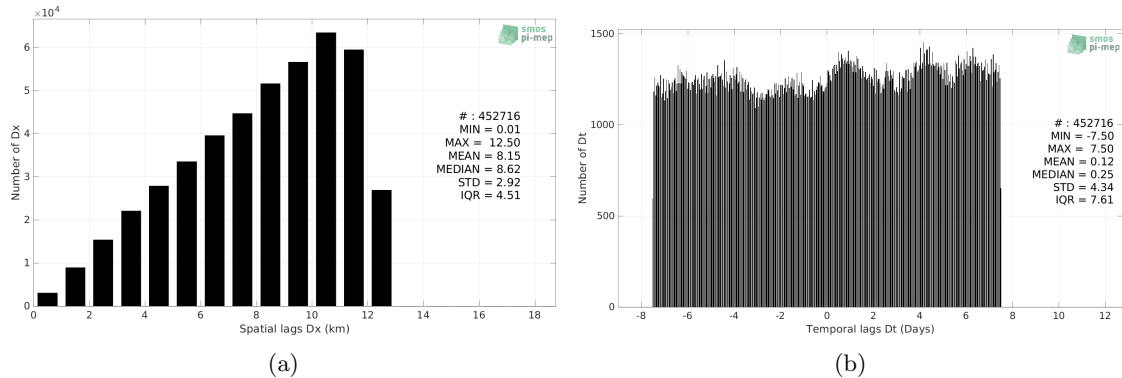 ×10⁴
6
5
4
3
2
1
0
Number of Dx
0 2 4 6 8 10 12 14 16 18
Spatial lags Dx (km)
smos
pi-mep
# : 452716
MIN = 0.01
MAX = 12.50
MEAN = 8.15
MEDIAN = 8.62
STD = 2.92
IQR = 4.51
(a)
1500
1000
500
0
Number of Dt
-8 -6 -4 -2 0 2 4 6 8 10 12
Temporal lags Dt (Days)
smos
pi-mep
# : 452716
MIN = -7.50
MAX = 7.50
MEAN = 0.12
MEDIAN = 0.25
STD = 4.34
IQR = 7.61
(b)